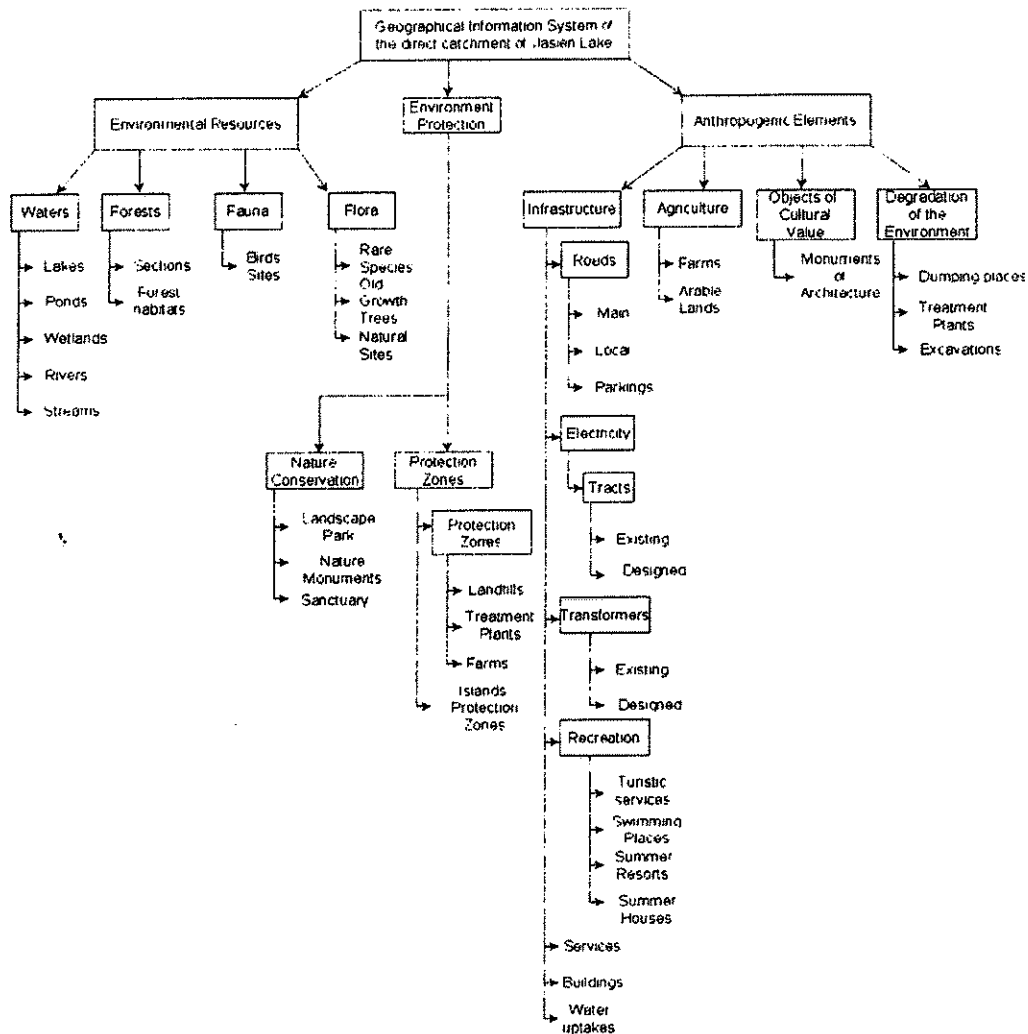 Geographical Information System of
the direct catchment of Jasien Lake
Environmental Resources
Environment
Protection
Anthropogenic Elements
Waters
Forests
Fauna
Flora
Infrastructure
Agriculture
Objects of
Cultural
Value
Degradation
of the
Environment
Lakes
Ponds
Wetlands
Rivers
Streams
Sections
Forest
habitats
Birds
Sites
Rare
Species
Old
Growth
Trees
Natural
Sites
Nature
Conservation
Landscape
Park
Nature
Monuments
Sanctuary
Protection
Zones
Protection
Zones
Landfills
Treatment
Plants
Farms
Islands
Protection
Zones
Roads
Main
Local
Parkings
Electricity
Tracts
Existing
Designed
Transformers
Existing
Designed
Recreation
Turistic
services
Swimming
Places
Summer
Resorts
Summer
Houses
Services
Buildings
Water
uptakes
Farms
Arable
Lands
Monuments
of
Architecture
Dumping places
Treatment
Plants
Excavations